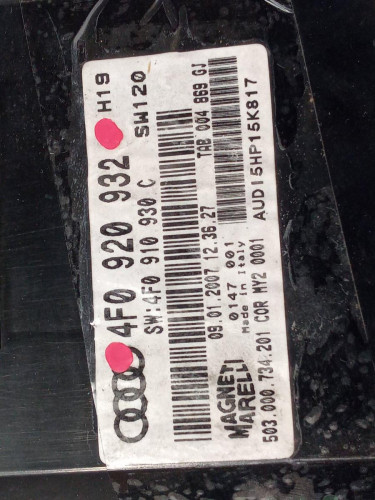 4F0 920 932
H19
SW:4F0 910 930 C
SW120
09.01.2007 12.36.27
TAB 004 869 GJ
MAGNETI MARELLI
0147 001
Made in Italy
AUDI5HP15K817
503.000.734.201 COR MY2 0001